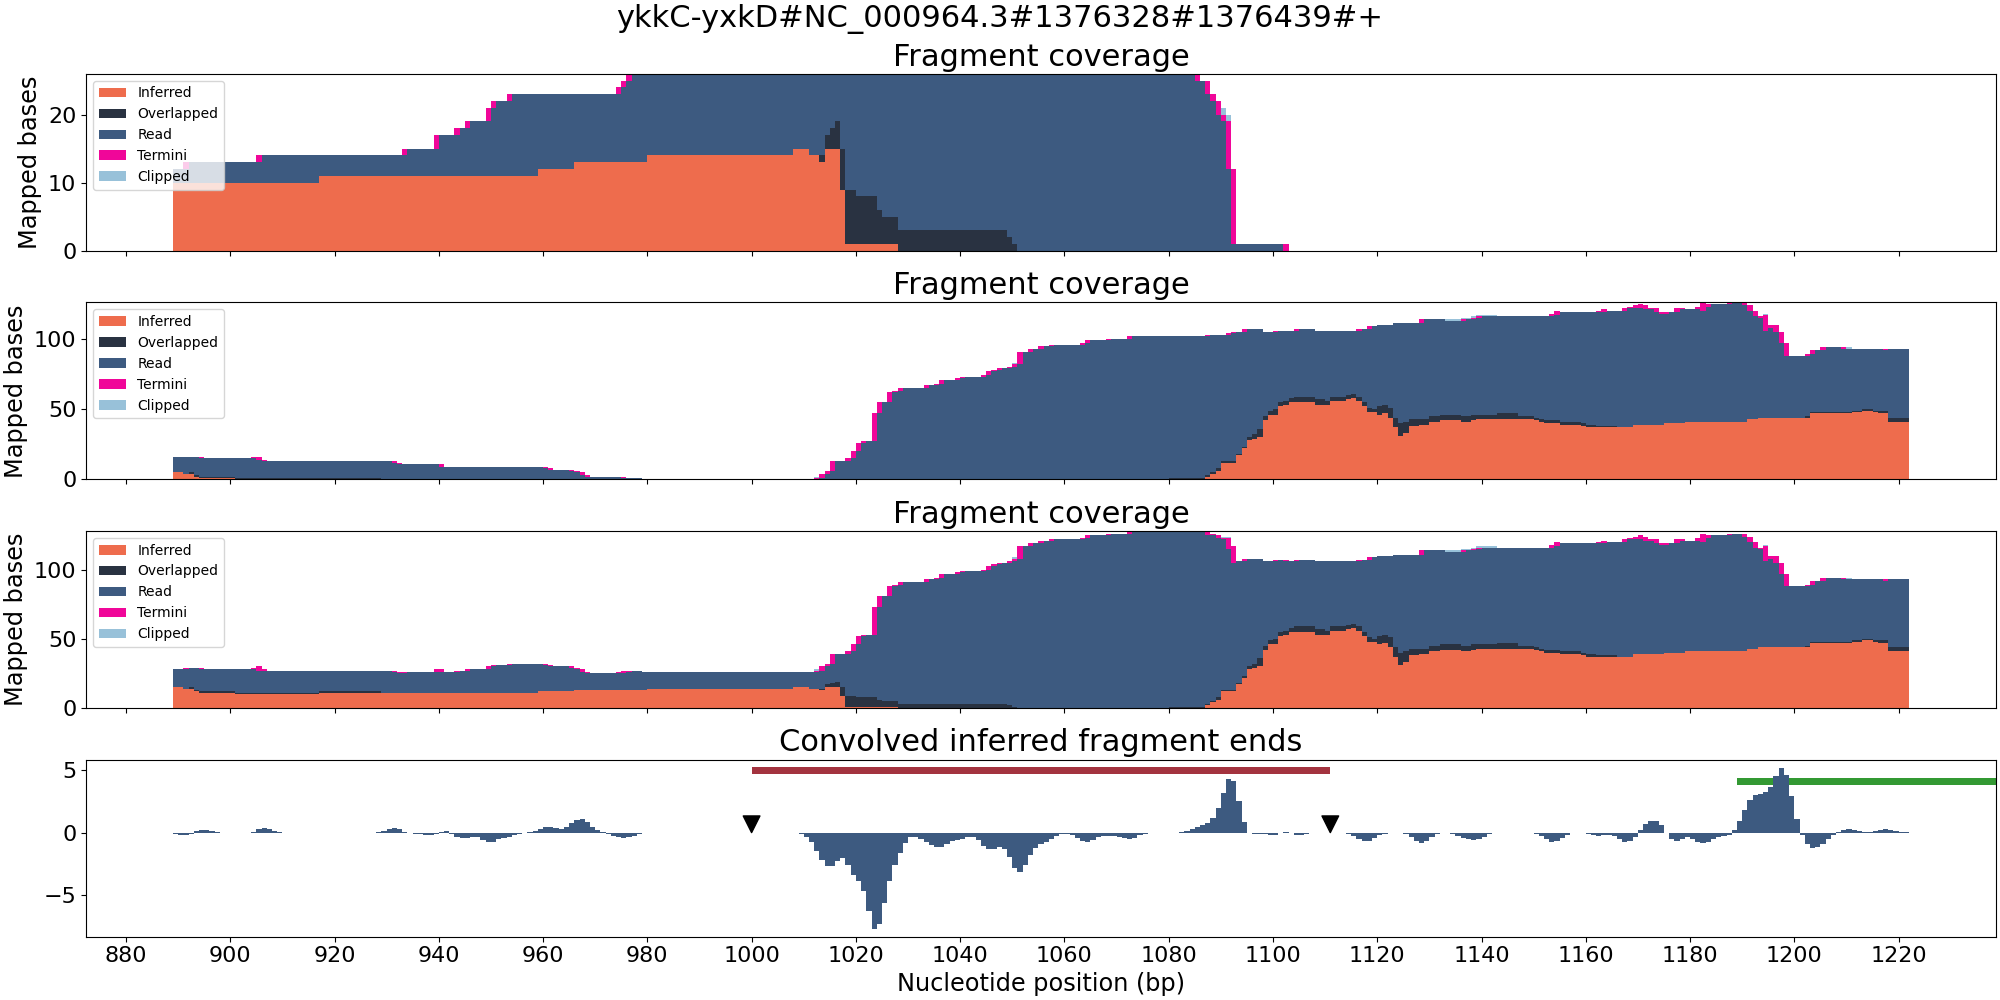 ykkC-yxkD#NC_000964.3#1376328#1376439#+
Fragment coverage
Mapped bases
20
10
0
Inferred
Overlapped
Read
Termini
Clipped
Fragment coverage
Mapped bases
100
50
0
Inferred
Overlapped
Read
Termini
Clipped
Fragment coverage
Mapped bases
100
50
0
Inferred
Overlapped
Read
Termini
Clipped
Convolved inferred fragment ends
5
0
−5
880 900 920 940 960 980 1000 1020 1040 1060 1080 1100 1120 1140 1160 1180 1200 1220
Nucleotide position (bp)